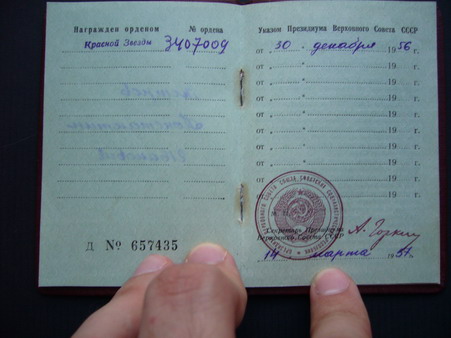 Награжден орденом № ордена
Красной Звезды 3407009
Д № 657435
Указом Президиума Верховного Совета СССР
от „30" декабря 1956 г.
от „ " 19 г.
от „ " 19 г.
от „ " 19 г.
от „ " 19 г.
от „ " 19 г.
от „ " 19 г.
от „ " 19 г.
от „ " 19 г.
Секретарь Президиума
Верховного Совета СССР А. Горкин
„14" марта 1957 г.